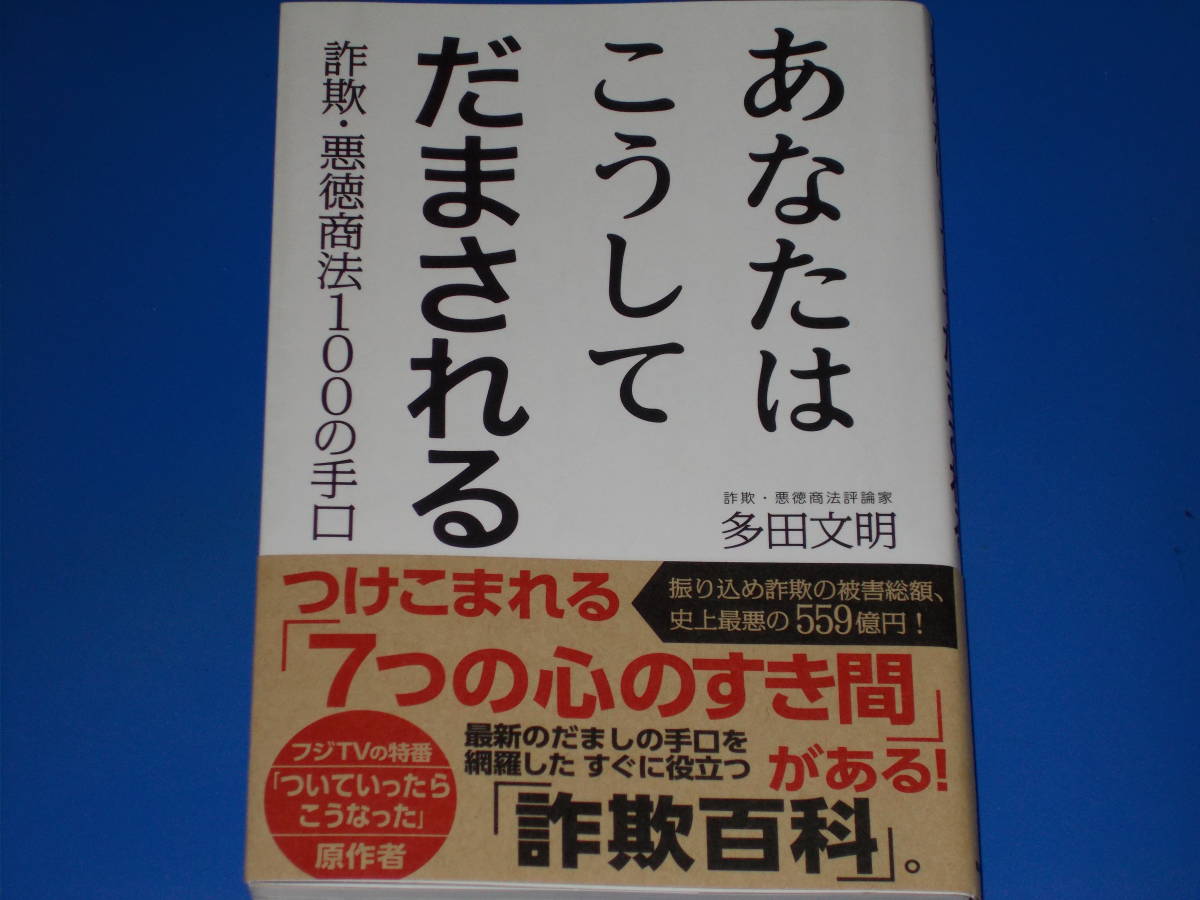 あなたは
こうして
だまされる
詐欺・悪徳商法100の手口
詐欺・悪徳商法評論家
多田文明
振り込め詐欺の被害総額、
史上最悪の559億円！
つけこまれる
「7つの心のすき間」
がある！
最新のだましの手口を
網羅した すぐに役立つ
「詐欺百科」。
フジTVの特番
「ついていったら
こうなった」
原作者